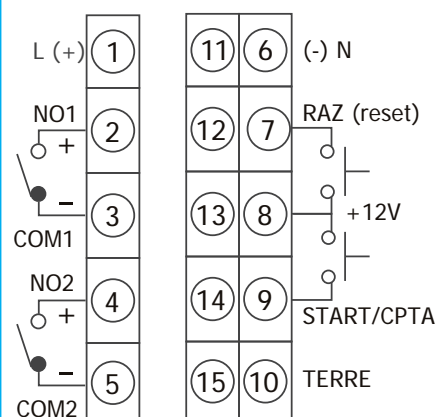 L (+) 1 11 6 (-) N
NO1 + 2 12 7 RAZ (reset)
COM1 − 3 13 8 +12V
NO2 + 4 14 9 START/CPTA
COM2 − 5 15 10 TERRE